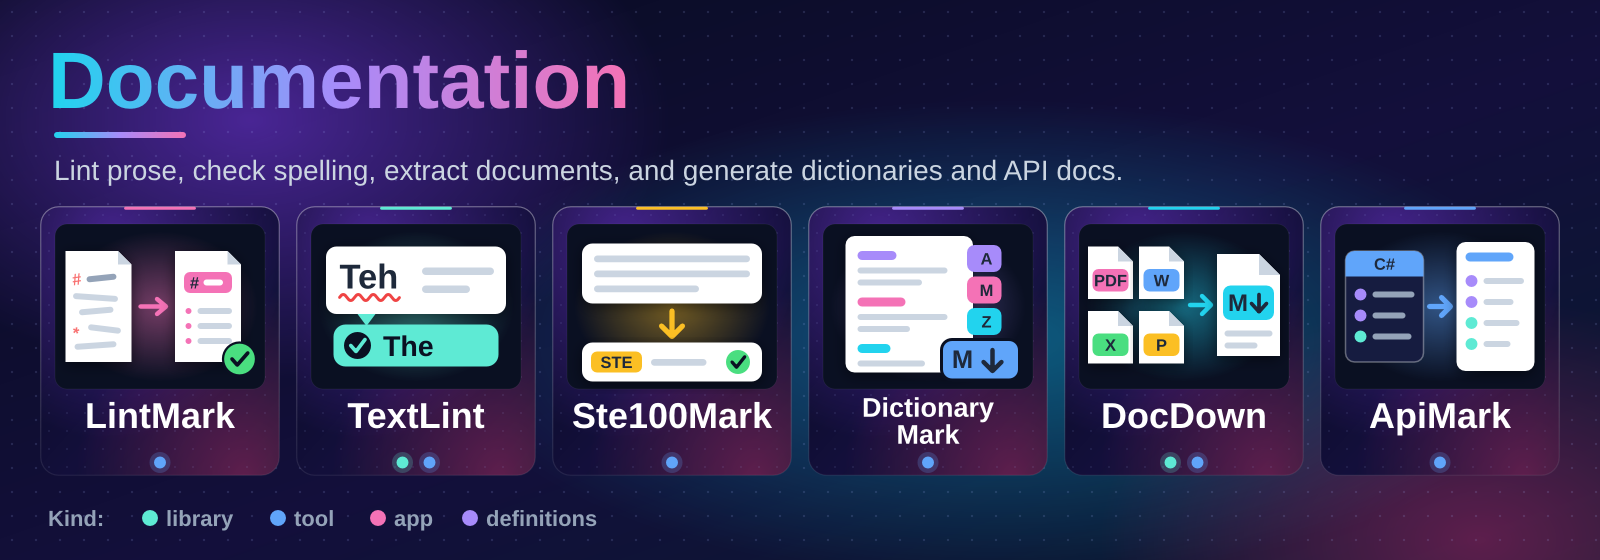 Documentation
Lint prose, check spelling, extract documents, and generate dictionaries and API docs.
#
*
#
LintMark
Teh
The
TextLint
STE
Ste100Mark
A
M
Z
M
Dictionary
Mark
PDF
W
X
P
M
DocDown
C#
ApiMark
Kind: library tool app definitions